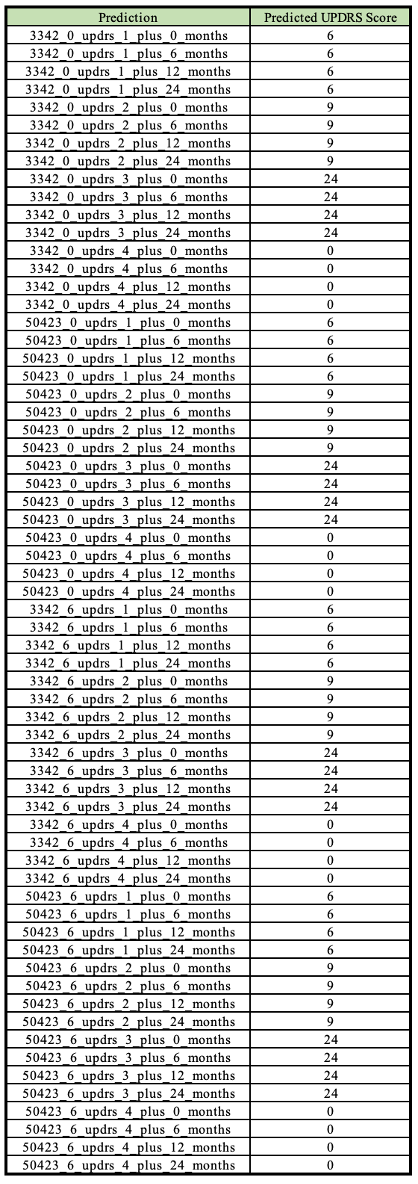 Prediction Predicted UPDRS Score
3342_0_updrs_1_plus_0_months 6
3342_0_updrs_1_plus_6_months 6
3342_0_updrs_1_plus_12_months 6
3342_0_updrs_1_plus_24_months 6
3342_0_updrs_2_plus_0_months 9
3342_0_updrs_2_plus_6_months 9
3342_0_updrs_2_plus_12_months 9
3342_0_updrs_2_plus_24_months 9
3342_0_updrs_3_plus_0_months 24
3342_0_updrs_3_plus_6_months 24
3342_0_updrs_3_plus_12_months 24
3342_0_updrs_3_plus_24_months 24
3342_0_updrs_4_plus_0_months 0
3342_0_updrs_4_plus_6_months 0
3342_0_updrs_4_plus_12_months 0
3342_0_updrs_4_plus_24_months 0
50423_0_updrs_1_plus_0_months 6
50423_0_updrs_1_plus_6_months 6
50423_0_updrs_1_plus_12_months 6
50423_0_updrs_1_plus_24_months 6
50423_0_updrs_2_plus_0_months 9
50423_0_updrs_2_plus_6_months 9
50423_0_updrs_2_plus_12_months 9
50423_0_updrs_2_plus_24_months 9
50423_0_updrs_3_plus_0_months 24
50423_0_updrs_3_plus_6_months 24
50423_0_updrs_3_plus_12_months 24
50423_0_updrs_3_plus_24_months 24
50423_0_updrs_4_plus_0_months 0
50423_0_updrs_4_plus_6_months 0
50423_0_updrs_4_plus_12_months 0
50423_0_updrs_4_plus_24_months 0
3342_6_updrs_1_plus_0_months 6
3342_6_updrs_1_plus_6_months 6
3342_6_updrs_1_plus_12_months 6
3342_6_updrs_1_plus_24_months 6
3342_6_updrs_2_plus_0_months 9
3342_6_updrs_2_plus_6_months 9
3342_6_updrs_2_plus_12_months 9
3342_6_updrs_2_plus_24_months 9
3342_6_updrs_3_plus_0_months 24
3342_6_updrs_3_plus_6_months 24
3342_6_updrs_3_plus_12_months 24
3342_6_updrs_3_plus_24_months 24
3342_6_updrs_4_plus_0_months 0
3342_6_updrs_4_plus_6_months 0
3342_6_updrs_4_plus_12_months 0
3342_6_updrs_4_plus_24_months 0
50423_6_updrs_1_plus_0_months 6
50423_6_updrs_1_plus_6_months 6
50423_6_updrs_1_plus_12_months 6
50423_6_updrs_1_plus_24_months 6
50423_6_updrs_2_plus_0_months 9
50423_6_updrs_2_plus_6_months 9
50423_6_updrs_2_plus_12_months 9
50423_6_updrs_2_plus_24_months 9
50423_6_updrs_3_plus_0_months 24
50423_6_updrs_3_plus_6_months 24
50423_6_updrs_3_plus_12_months 24
50423_6_updrs_3_plus_24_months 24
50423_6_updrs_4_plus_0_months 0
50423_6_updrs_4_plus_6_months 0
50423_6_updrs_4_plus_12_months 0
50423_6_updrs_4_plus_24_months 0